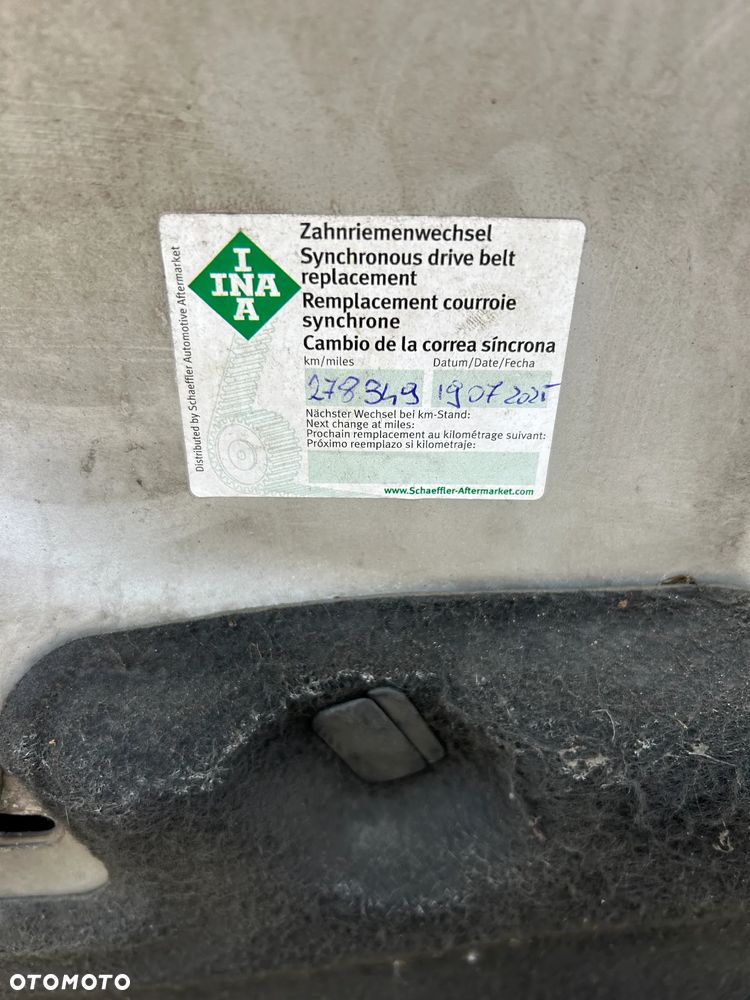 INA
INA
Zahnriemenwechsel
Synchronous drive belt
replacement
Remplacement courroie
synchrone
Cambio de la correa síncrona
km/miles Datum/Date/Fecha
278349 19 07 2025
Nächster Wechsel bei km-Stand:
Next change at miles:
Prochain remplacement au kilométrage suivant:
Próximo reemplazo si kilometraje:
www.Schaeffler-Aftermarket.com
Distributed by Schaeffler Automotive Aftermarket
OTOMOTO